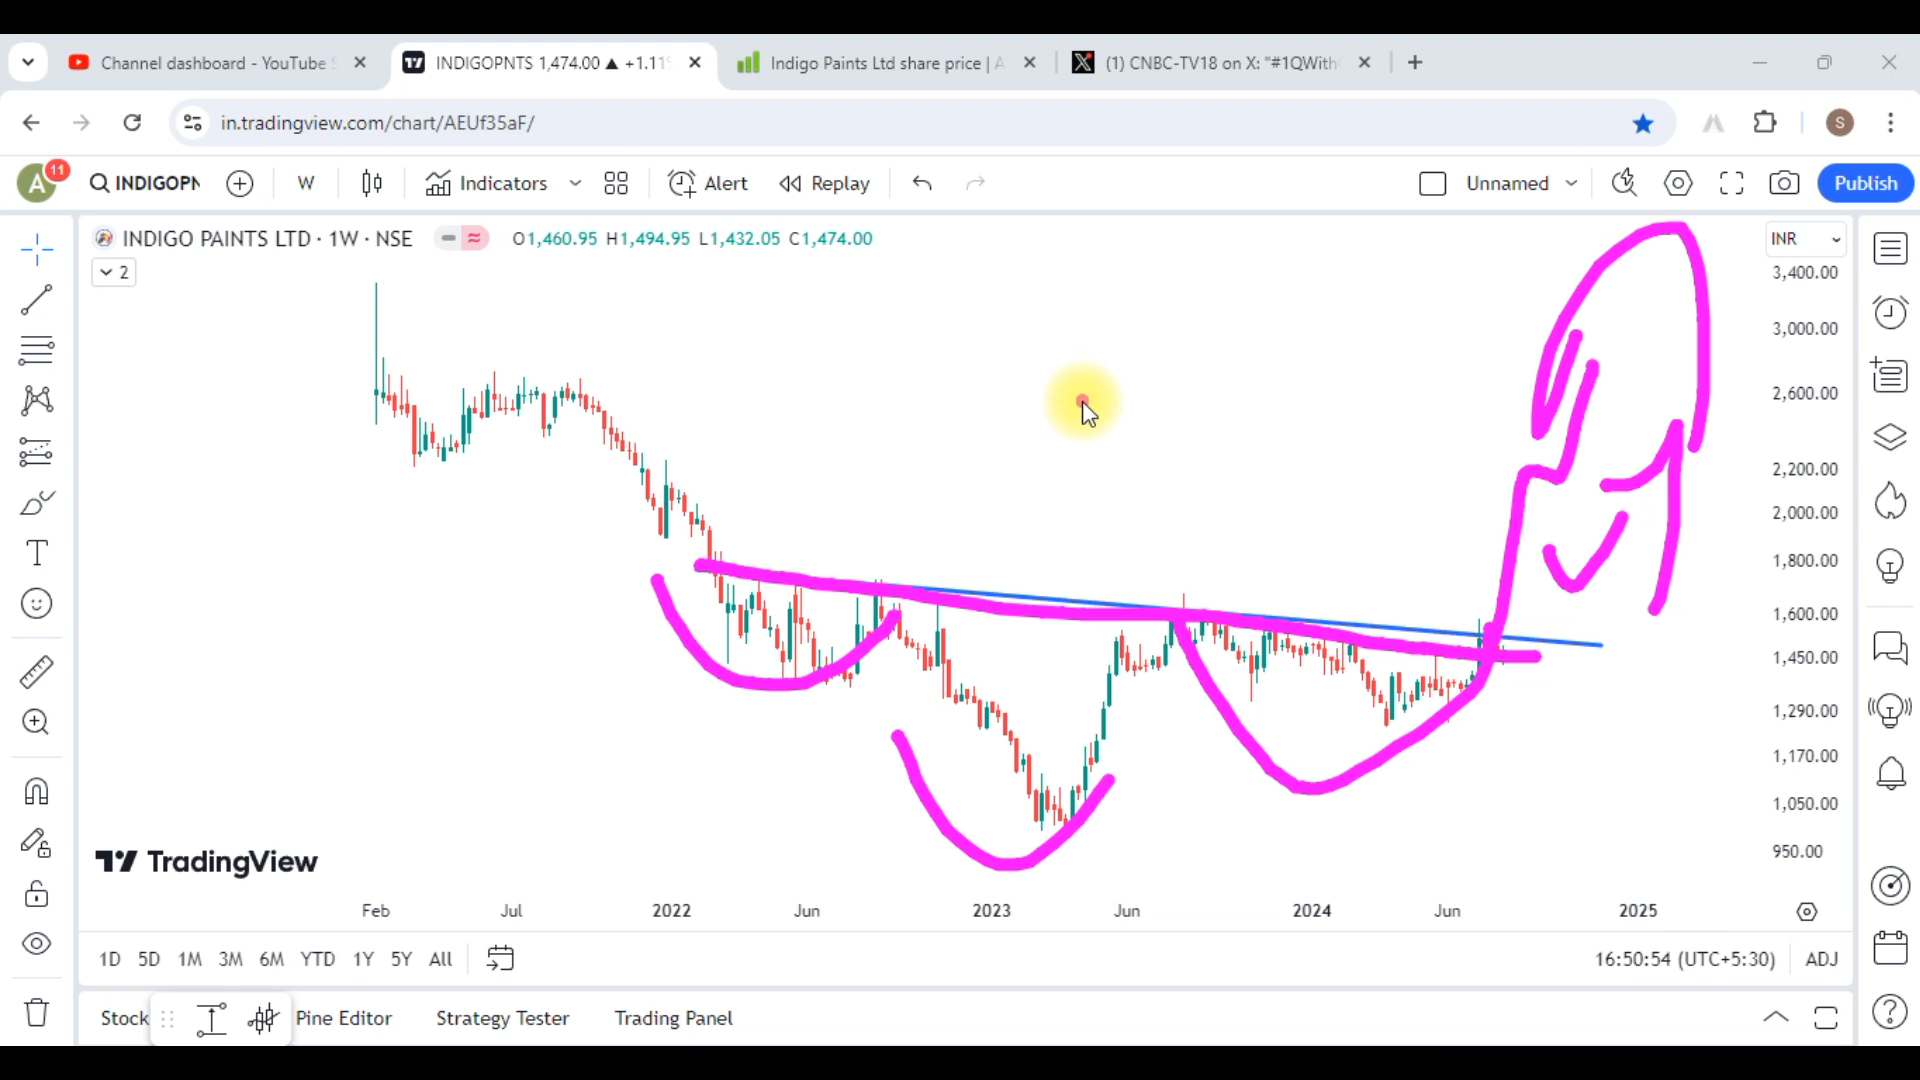 Channel dashboard - YouTube S
INDIGOPNTS 1,474.00 ▲ +1.11
Indigo Paints Ltd share price | A
(1) CNBC-TV18 on X: "#1QWith
in.tradingview.com/chart/AEUf35aF/
S
A
11
INDIGOPN
W
Indicators
Alert
Replay
Unnamed
Publish
INDIGO PAINTS LTD · 1W · NSE
O1,460.95 H1,494.95 L1,432.05 C1,474.00
INR
2
3,400.00
3,000.00
2,600.00
2,200.00
2,000.00
1,800.00
1,600.00
1,450.00
1,290.00
1,170.00
1,050.00
950.00
TradingView
Feb Jul 2022 Jun 2023 Jun 2024 Jun 2025
1D 5D 1M 3M 6M YTD 1Y 5Y All
16:50:54 (UTC+5:30) ADJ
Stock Pine Editor Strategy Tester Trading Panel